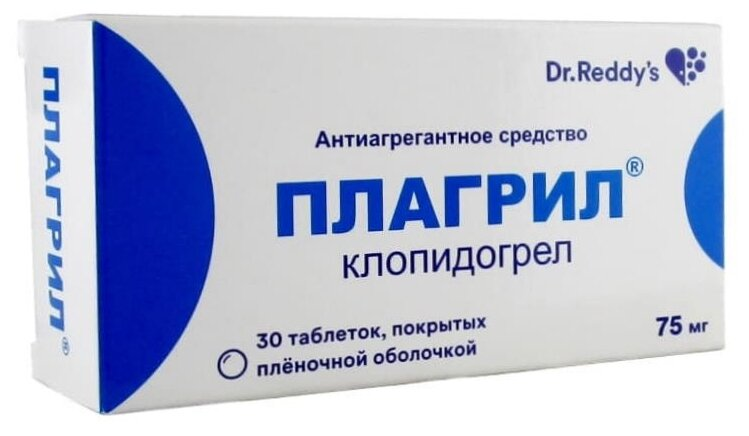 ПЛАГРИЛ®
Dr.Reddy's
Антиагрегантное средство
ПЛАГРИЛ®
клопидогрел
30 таблеток, покрытых
плёночной оболочкой
75 мг